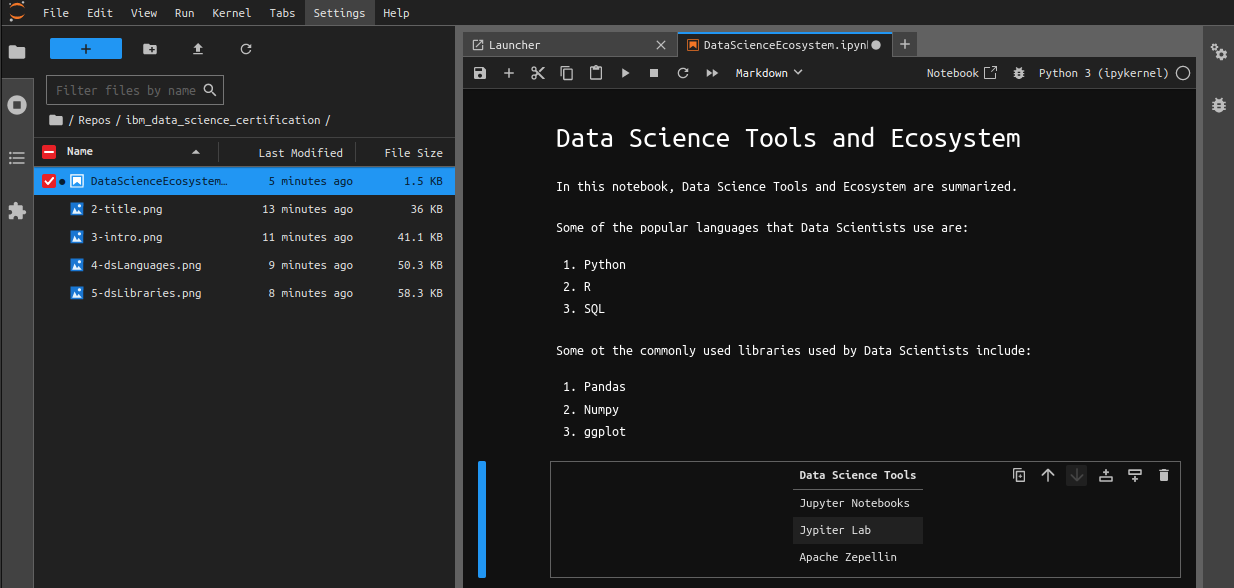 File Edit View Run Kernel Tabs Settings Help
Filter files by name
/ Repos / ibm_data_science_certification /
Name Last Modified File Size
DataScienceEcosystem… 5 minutes ago 1.5 KB
2-title.png 13 minutes ago 36 KB
3-intro.png 11 minutes ago 41.1 KB
4-dsLanguages.png 9 minutes ago 50.3 KB
5-dsLibraries.png 8 minutes ago 58.3 KB
Launcher DataScienceEcosystem.ipynb
Markdown Notebook Python 3 (ipykernel)
Data Science Tools and Ecosystem
In this notebook, Data Science Tools and Ecosystem are summarized.
Some of the popular languages that Data Scientists use are:
1. Python
2. R
3. SQL
Some ot the commonly used libraries used by Data Scientists include:
1. Pandas
2. Numpy
3. ggplot
Data Science Tools
Jupyter Notebooks
Jypiter Lab
Apache Zepellin